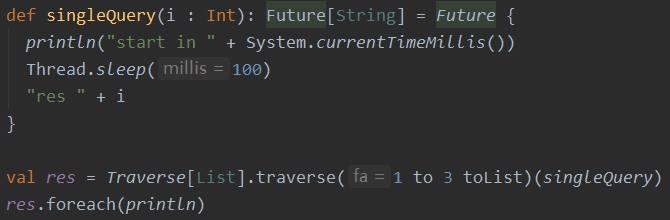 def singleQuery(i : Int): Future[String] = Future {
println("start in " + System.currentTimeMillis())
Thread.sleep( millis = 100)
"res " + i
}
val res = Traverse[List].traverse( fa = 1 to 3 toList)(singleQuery)
res.foreach(println)